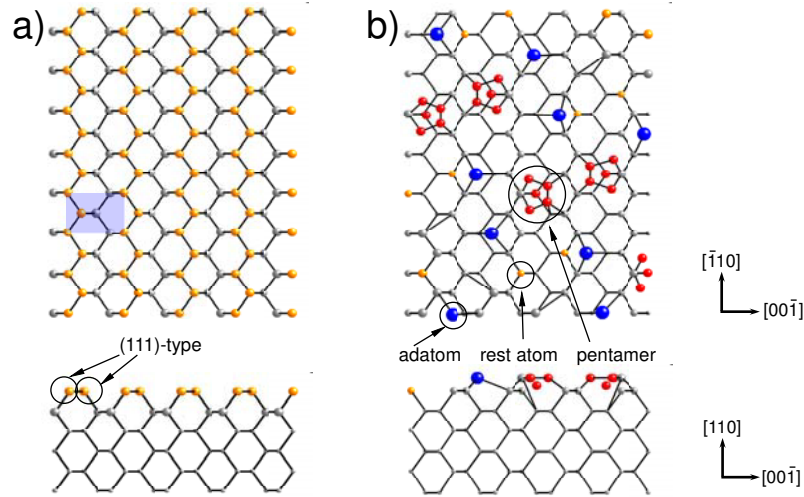 a)
b)
[1̄10]
[001̄]
(111)-type
adatom
rest atom
pentamer
[110]
[001̄]